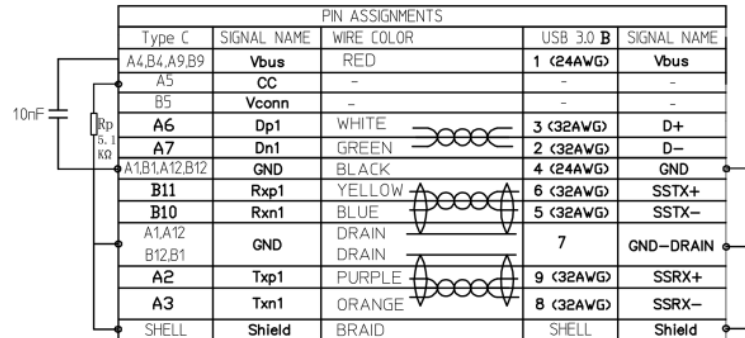 PIN ASSIGNMENTS
Type C SIGNAL NAME WIRE COLOR USB 3.0 B SIGNAL NAME
A4,B4,A9,B9 Vbus RED 1 (24AWG) Vbus
A5 CC - - -
B5 Vconn - - -
10nF
Rp
5.1
KΩ
A6 Dp1 WHITE 3 (32AWG) D+
A7 Dn1 GREEN 2 (32AWG) D-
A1,B1,A12,B12 GND BLACK 4 (24AWG) GND
B11 Rxp1 YELLOW 6 (32AWG) SSTX+
B10 Rxn1 BLUE 5 (32AWG) SSTX-
A1,A12 GND DRAIN 7 GND-DRAIN
B12,B1 DRAIN
A2 Txp1 PURPLE 9 (32AWG) SSRX+
A3 Txn1 ORANGE 8 (32AWG) SSRX-
SHELL Shield BRAID SHELL Shield